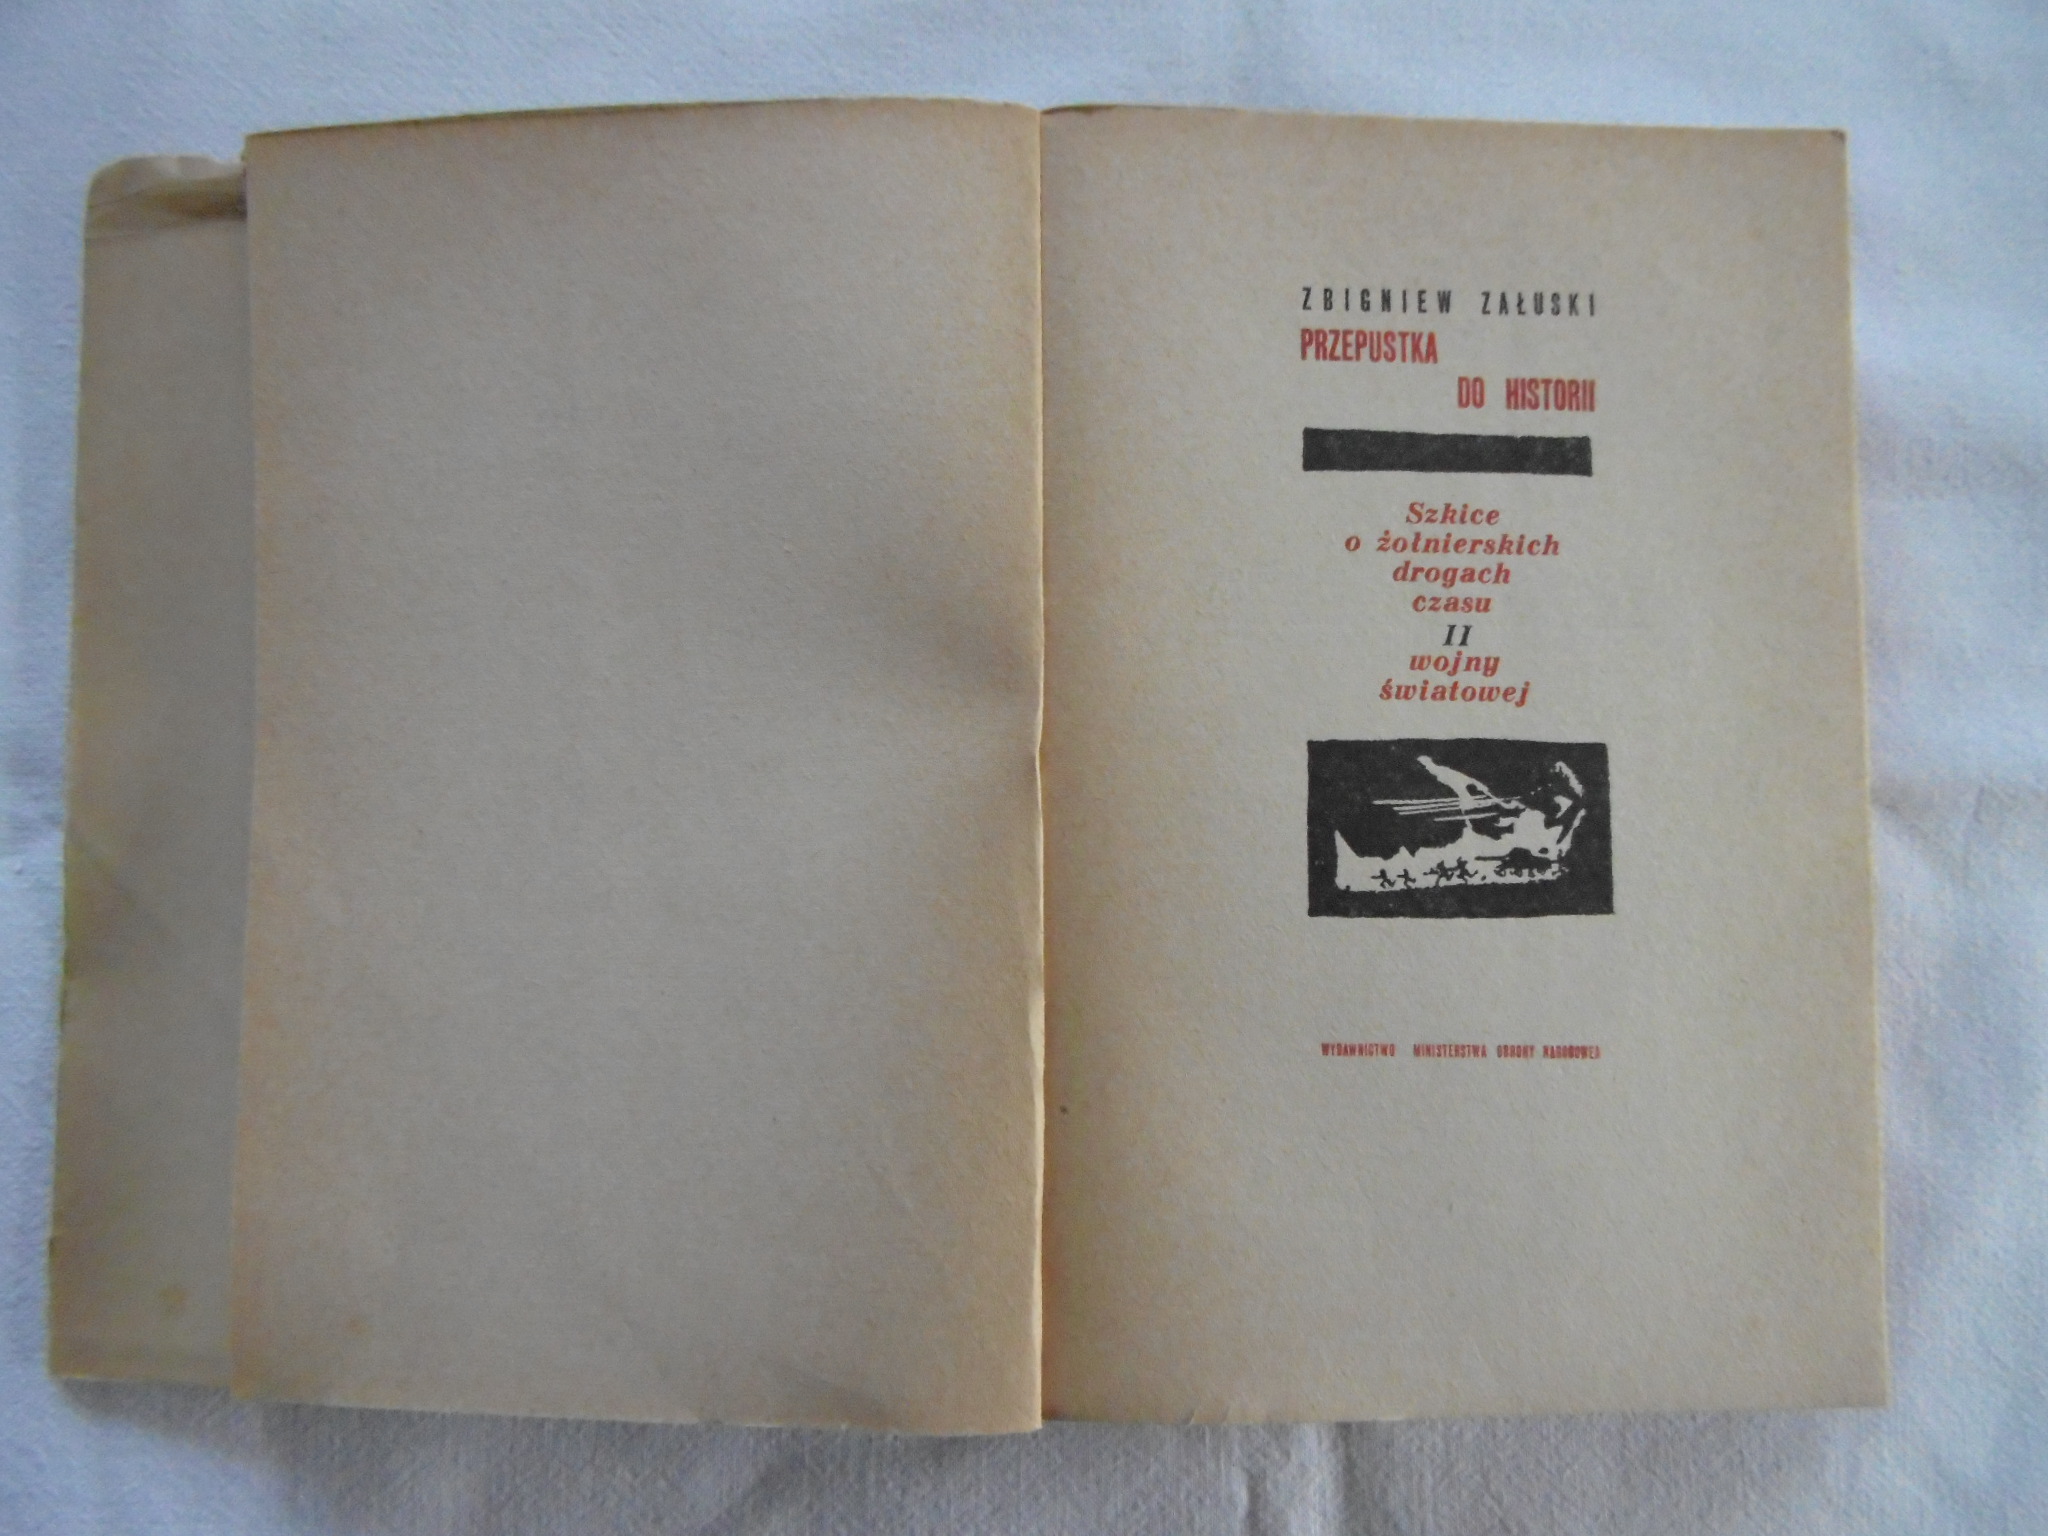 ZBIGNIEW ZAŁUSKI
PRZEPUSTKA
DO HISTORII
Szkice
o żołnierskich
drogach
czasu
II
wojny
światowej
WYDAWNICTWO MINISTERSTWA OBRONY NARODOWEJ